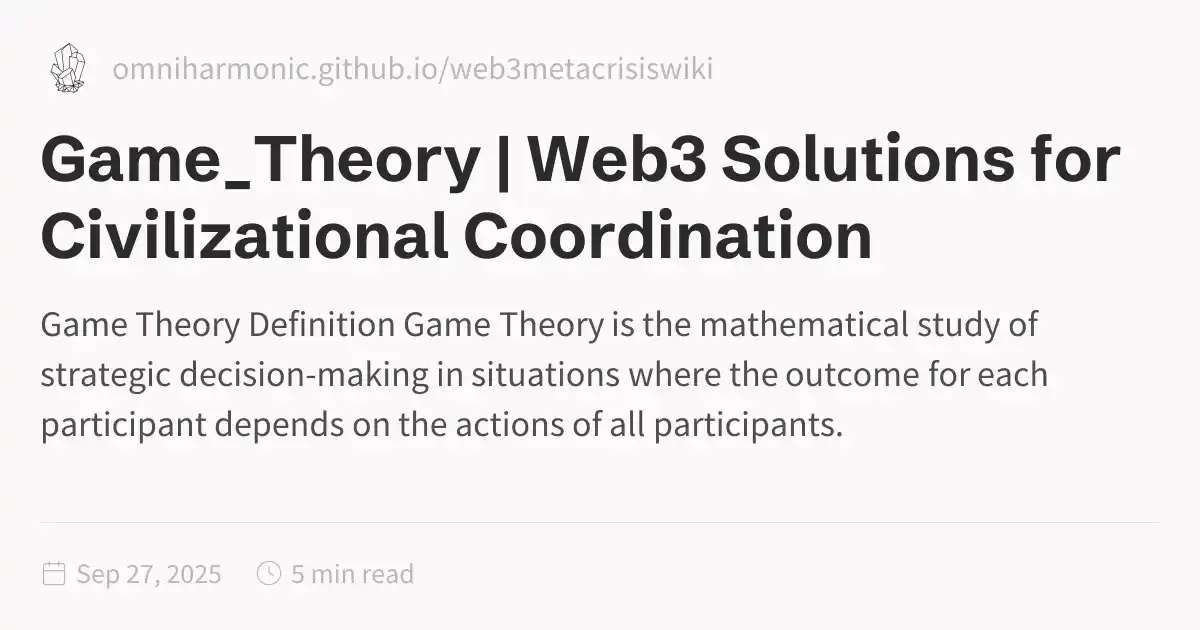 omniharmonic.github.io/web3metacrisiswiki
Game_Theory | Web3 Solutions for
Civilizational Coordination
Game Theory Definition Game Theory is the mathematical study of
strategic decision-making in situations where the outcome for each
participant depends on the actions of all participants.
Sep 27, 2025 5 min read